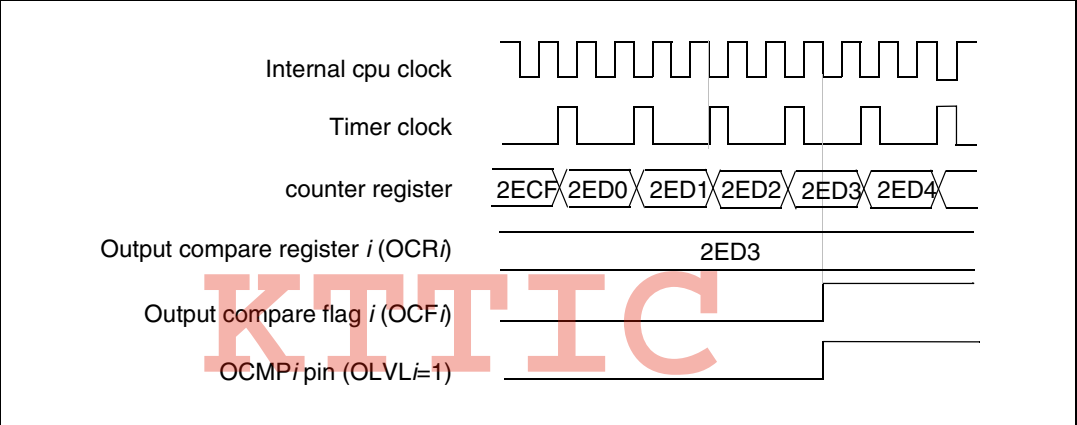 Internal cpu clock
Timer clock
counter register
2ECF 2ED0 2ED1 2ED2 2ED3 2ED4
Output compare register i (OCRi)
2ED3
Output compare flag i (OCFi)
OCMPi pin (OLVLi=1)
KTTIC